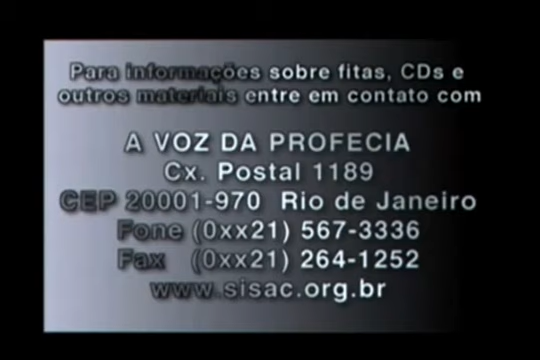 Para informações sobre fitas, CDs e
outros materiais entre em contato com
A VOZ DA PROFECIA
Cx. Postal 1189
CEP 20001-970 Rio de Janeiro
Fone (0xx21) 567-3336
Fax (0xx21) 264-1252
www.sisac.org.br